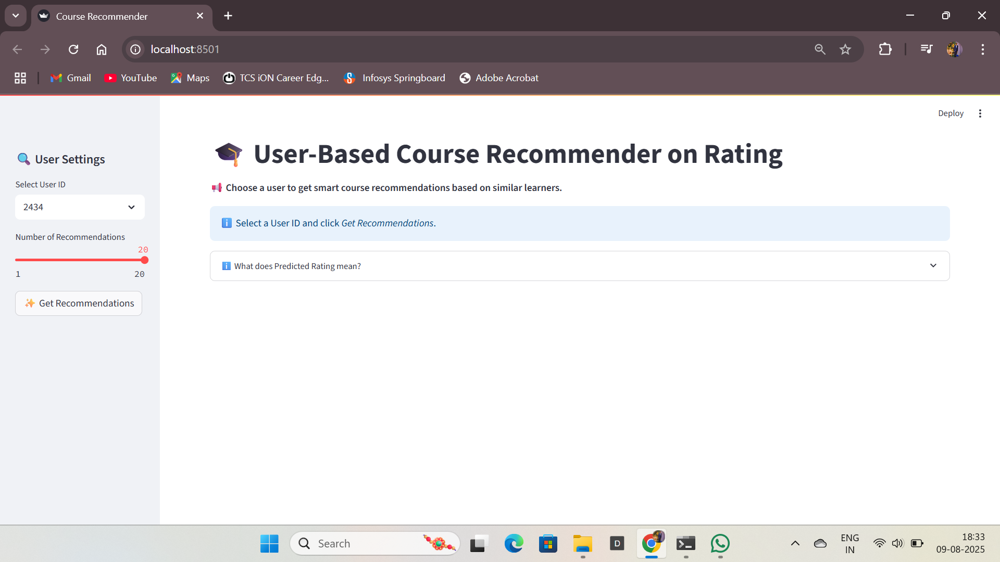 Course Recommender
localhost:8501
Gmail
YouTube
Maps
TCS iON Career Edg...
Infosys Springboard
Adobe Acrobat
Deploy
User Settings
Select User ID
2434
Number of Recommendations
20
1
20
Get Recommendations
User-Based Course Recommender on Rating
Choose a user to get smart course recommendations based on similar learners.
Select a User ID and click Get Recommendations.
What does Predicted Rating mean?
Search
D
ENG
IN
18:33
09-08-2025